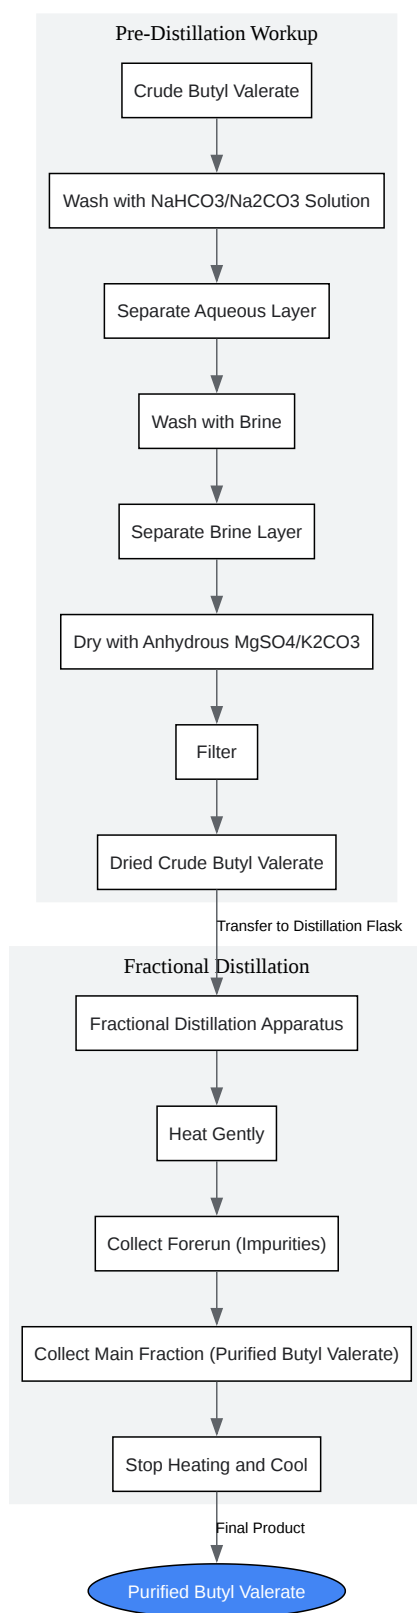 Pre-Distillation Workup
Crude Butyl Valerate
Wash with NaHCO3/Na2CO3 Solution
Separate Aqueous Layer
Wash with Brine
Separate Brine Layer
Dry with Anhydrous MgSO4/K2CO3
Filter
Dried Crude Butyl Valerate
Transfer to Distillation Flask
Fractional Distillation
Fractional Distillation Apparatus
Heat Gently
Collect Forerun (Impurities)
Collect Main Fraction (Purified Butyl Valerate)
Stop Heating and Cool
Final Product
Purified Butyl Valerate